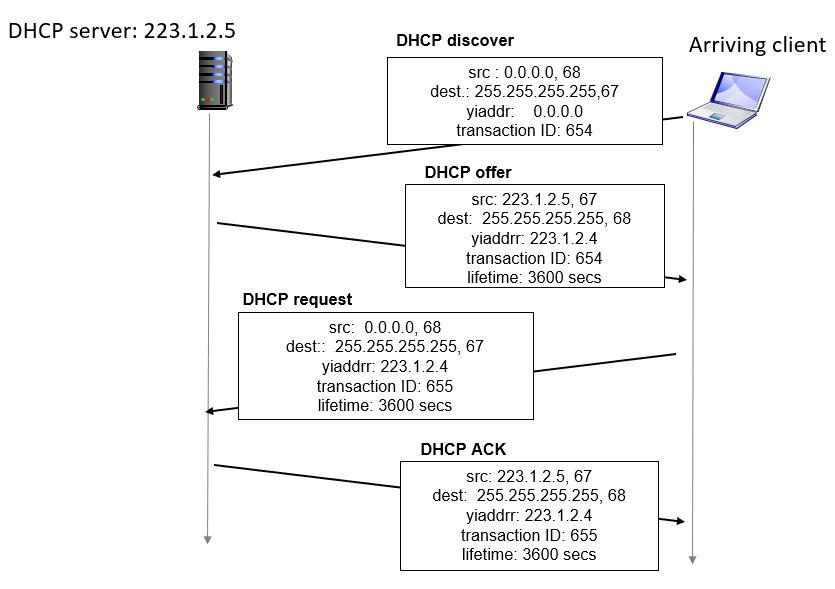 DHCP server: 223.1.2.5
Arriving client
DHCP discover
src : 0.0.0.0, 68
dest.: 255.255.255.255,67
yiaddr: 0.0.0.0
transaction ID: 654
DHCP offer
src: 223.1.2.5, 67
dest: 255.255.255.255, 68
yiaddrr: 223.1.2.4
transaction ID: 654
lifetime: 3600 secs
DHCP request
src: 0.0.0.0, 68
dest:: 255.255.255.255, 67
yiaddrr: 223.1.2.4
transaction ID: 655
lifetime: 3600 secs
DHCP ACK
src: 223.1.2.5, 67
dest: 255.255.255.255, 68
yiaddrr: 223.1.2.4
transaction ID: 655
lifetime: 3600 secs